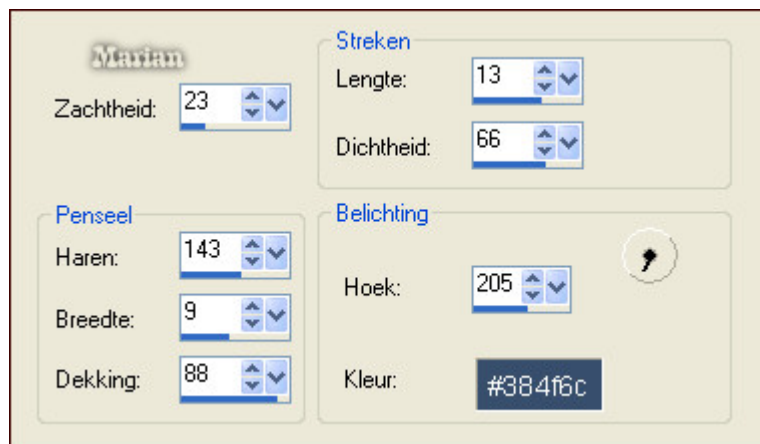 Marian
Zachtheid: 23
Streken
Lengte: 13
Dichtheid: 66
Penseel
Haren: 143
Breedte: 9
Dekking: 88
Belichting
Hoek: 205
Kleur: #384f6c